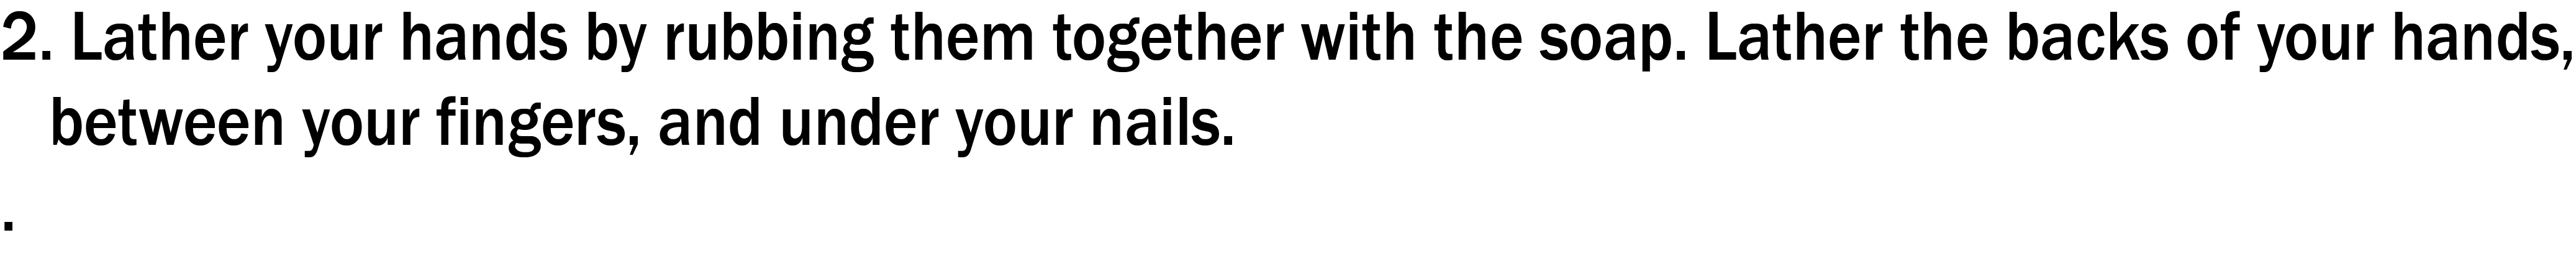 2. Lather your hands by rubbing them together with the soap. Lather the backs of your hands,
between your fingers, and under your nails.
.